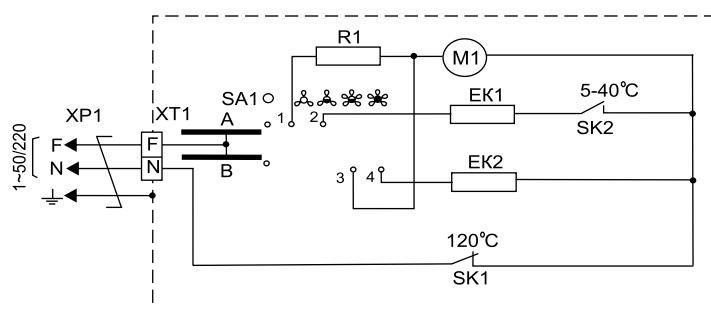 R1
M1
SA1
5-40°C
XP1
XT1
A
1
2
EK1
SK2
1~50/220
F
F
N
N
B
3
4
EK2
120°C
SK1